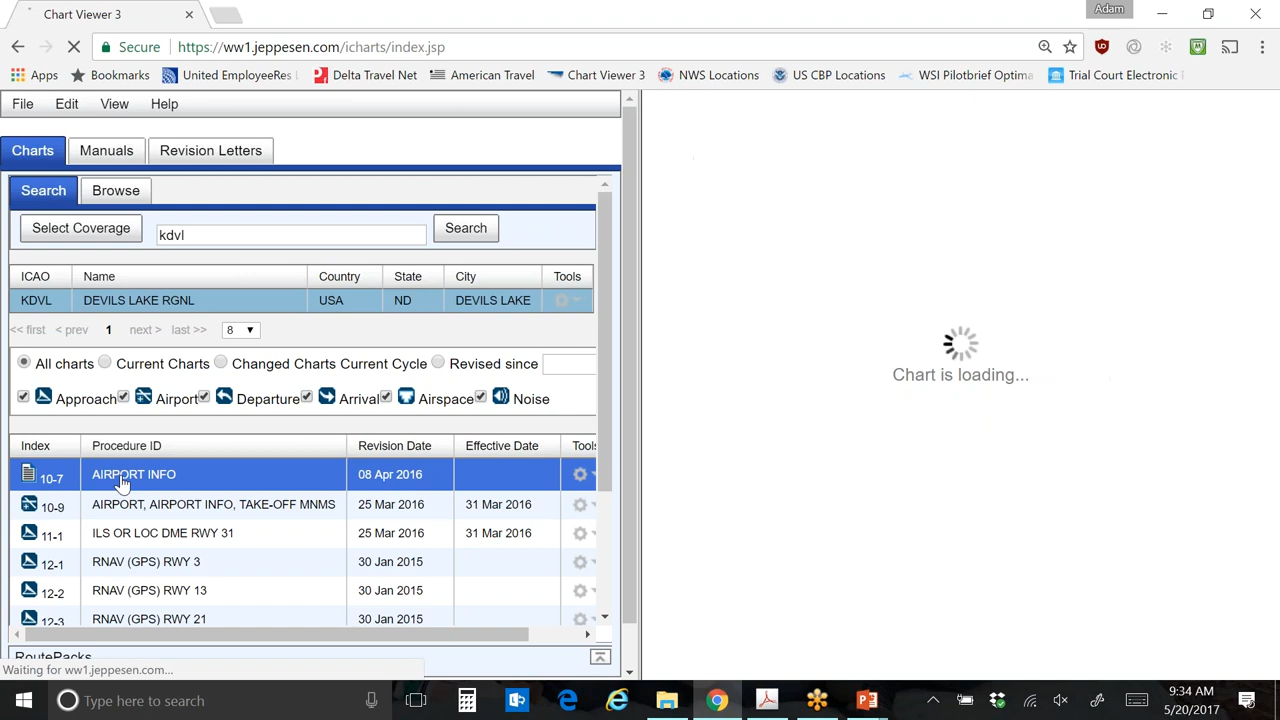 Chart Viewer 3
Adam
Secure https://ww1.jeppesen.com/icharts/index.jsp
Apps Bookmarks United EmployeeRes Delta Travel Net American Travel Chart Viewer 3 NWS Locations US CBP Locations WSI Pilotbrief Optima Trial Court Electronic
File Edit View Help
Charts Manuals Revision Letters
Search Browse
Select Coverage kdvl Search
ICAO Name Country State City Tools
KDVL DEVILS LAKE RGNL USA ND DEVILS LAKE
<< first < prev 1 next > last >> 8
All charts Current Charts Changed Charts Current Cycle Revised since
Approach Airport Departure Arrival Airspace Noise
Chart is loading...
Index Procedure ID Revision Date Effective Date Tools
10-7 AIRPORT INFO 08 Apr 2016
10-9 AIRPORT, AIRPORT INFO, TAKE-OFF MNMS 25 Mar 2016 31 Mar 2016
11-1 ILS OR LOC DME RWY 31 25 Mar 2016 31 Mar 2016
12-1 RNAV (GPS) RWY 3 30 Jan 2015
12-2 RNAV (GPS) RWY 13 30 Jan 2015
12-3 RNAV (GPS) RWY 21 30 Jan 2015
RoutePacks
Waiting for ww1.jeppesen.com...
Type here to search
9:34 AM
5/20/2017